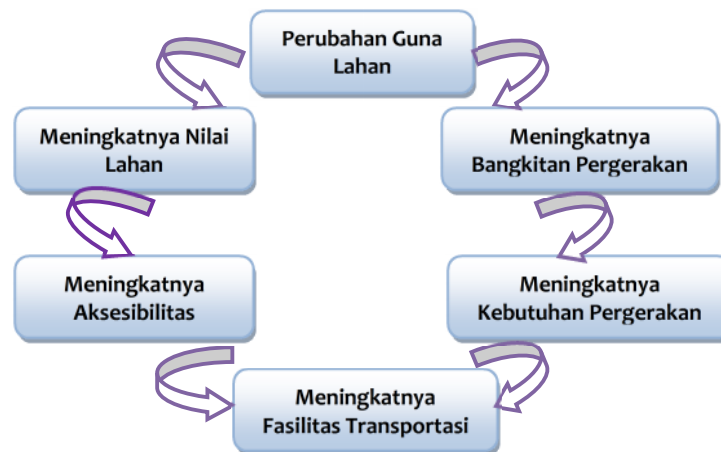 Perubahan Guna
Lahan
Meningkatnya Nilai
Lahan
Meningkatnya
Bangkitan Pergerakan
Meningkatnya
Aksesibilitas
Meningkatnya
Kebutuhan Pergerakan
Meningkatnya
Fasilitas Transportasi